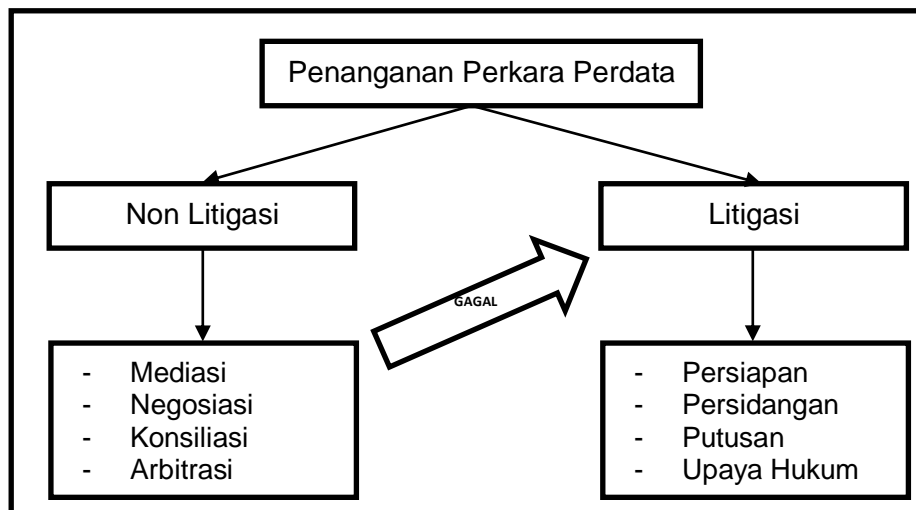 Penanganan Perkara Perdata
Non Litigasi
Litigasi
GAGAL
- Mediasi
- Negosiasi
- Konsiliasi
- Arbitrasi
- Persiapan
- Persidangan
- Putusan
- Upaya Hukum